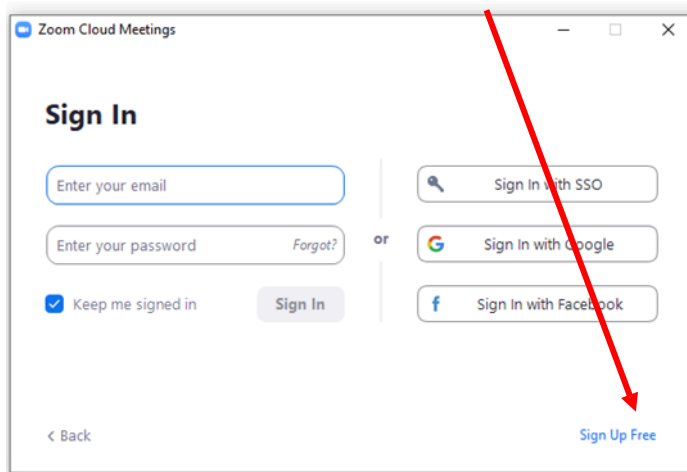 Zoom Cloud Meetings
Sign In
Enter your email
Enter your password Forgot?
Keep me signed in Sign In
or
Sign In with SSO
Sign In with Google
Sign In with Facebook
< Back
Sign Up Free